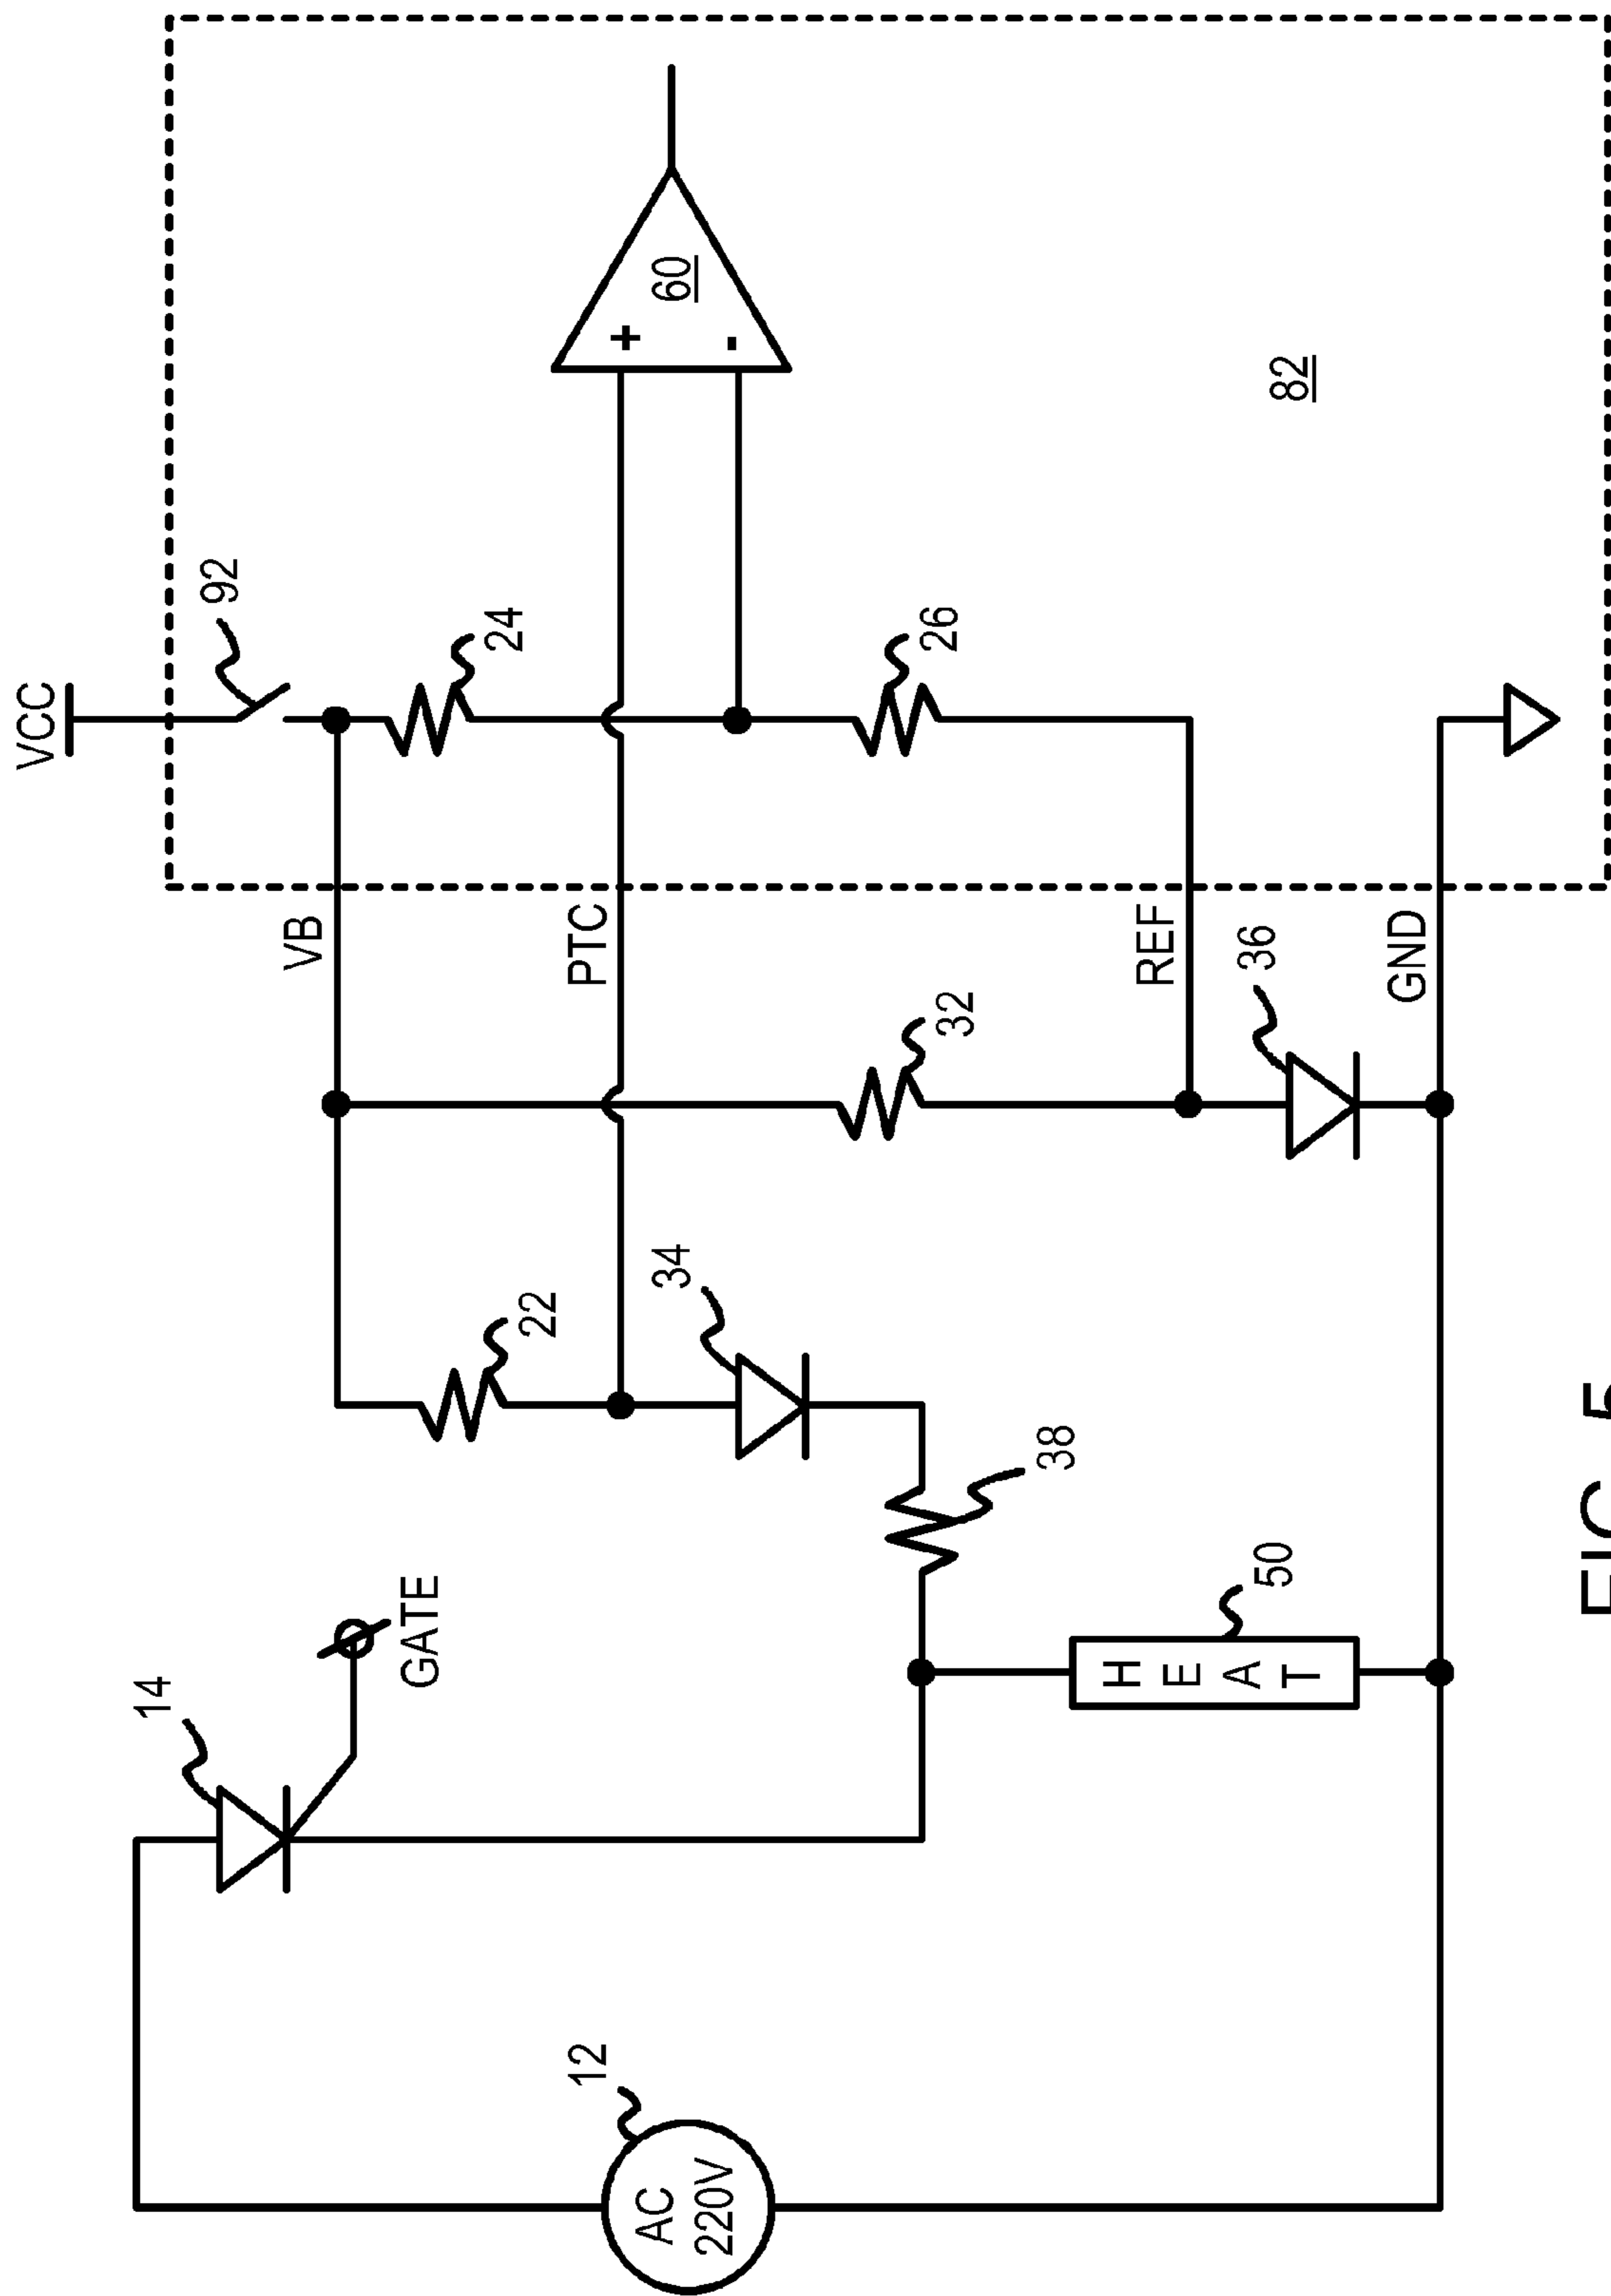 VCC
14
92
VB
GATE
24
22
12
PTC
+
AC
220V
34
60
-
26
32
38
H
E
A
T
REF
36
50
82
GND
FIG. 5